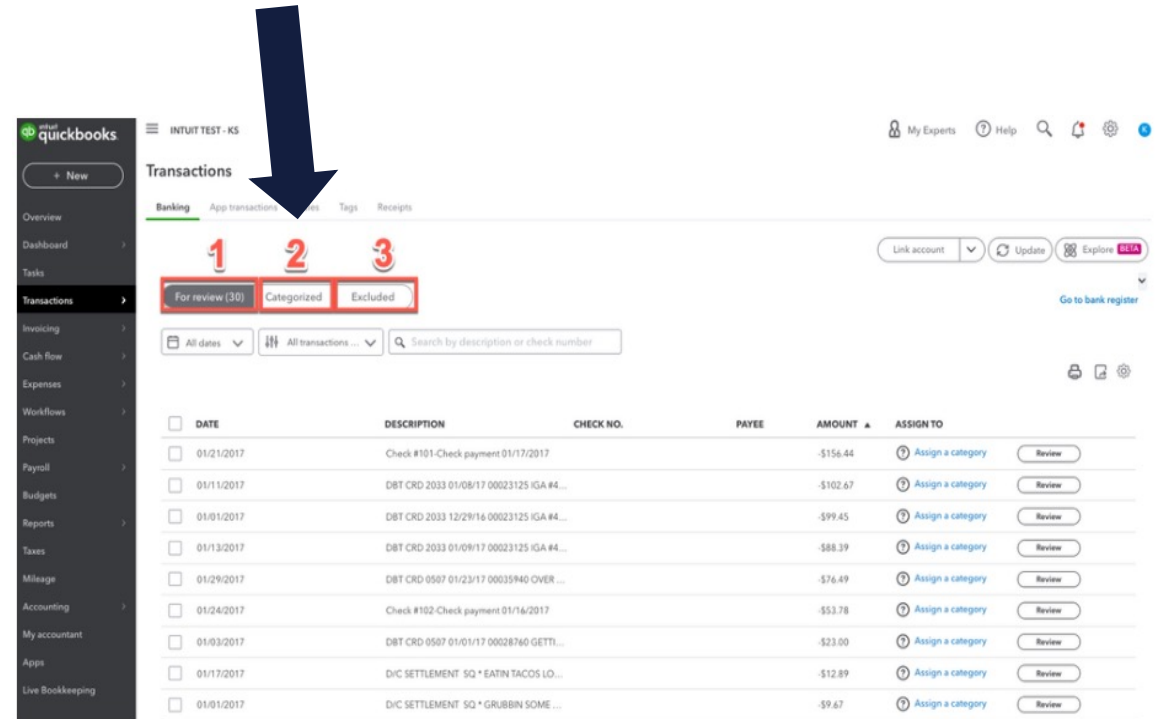 intuit
qb quickbooks.
INTUIT TEST - KS
My Experts
? Help
K
+ New
Transactions
Banking App transactions Tags Receipts
Overview
Dashboard
Tasks
Transactions
Invoicing
Cash flow
Expenses
Workflows
Projects
Payroll
Budgets
Reports
Taxes
Mileage
Accounting
My accountant
Apps
Live Bookkeeping
1 2 3
Link account Update Explore BETA
For review (30) Categorized Excluded
Go to bank register
All dates All transactions ... Search by description or check number
DATE DESCRIPTION CHECK NO. PAYEE AMOUNT ▲ ASSIGN TO
01/21/2017 Check #101-Check payment 01/17/2017 -$156.44 ? Assign a category Review
01/11/2017 DBT CRD 2033 01/08/17 00023125 IGA #4... -$102.67 ? Assign a category Review
01/01/2017 DBT CRD 2033 12/29/16 00023125 IGA #4... -$99.45 ? Assign a category Review
01/13/2017 DBT CRD 2033 01/09/17 00023125 IGA #4... -$88.39 ? Assign a category Review
01/29/2017 DBT CRD 0507 01/23/17 00035940 OVER ... -$76.49 ? Assign a category Review
01/24/2017 Check #102-Check payment 01/16/2017 -$53.78 ? Assign a category Review
01/03/2017 DBT CRD 0507 01/01/17 00028760 GETTI... -$23.00 ? Assign a category Review
01/17/2017 D/C SETTLEMENT SQ * EATIN TACOS LO... -$12.89 ? Assign a category Review
01/01/2017 D/C SETTLEMENT SQ * GRUBBIN SOME ... -$9.67 ? Assign a category Review